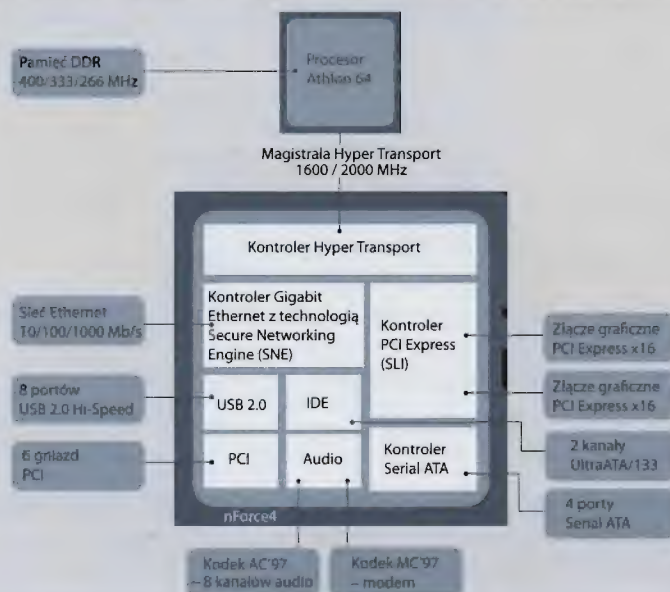 Pamięć DDR
400/333/266 MHz
Procesor
Athlon 64
Magistrala Hyper Transport
1600 / 2000 MHz
Kontroler Hyper Transport
Kontroler Gigabit
Ethernet z technologią
Secure Networking
Engine (SNE)
Kontroler
PCI Express
(SLI)
Sieć Ethernet
10/100/1000 Mb/s
Złącze graficzne
PCI Express x16
Złącze graficzne
PCI Express x16
8 portów
USB 2.0 Hi-Speed
USB 2.0
IDE
6 gniazd
PCI
PCI
Audio
Kontroler
Serial ATA
2 kanały
UltraATA/133
4 porty
Serial ATA
nForce4
Kodek AC'97
– 8 kanałów audio
Kodek MC'97
– modem